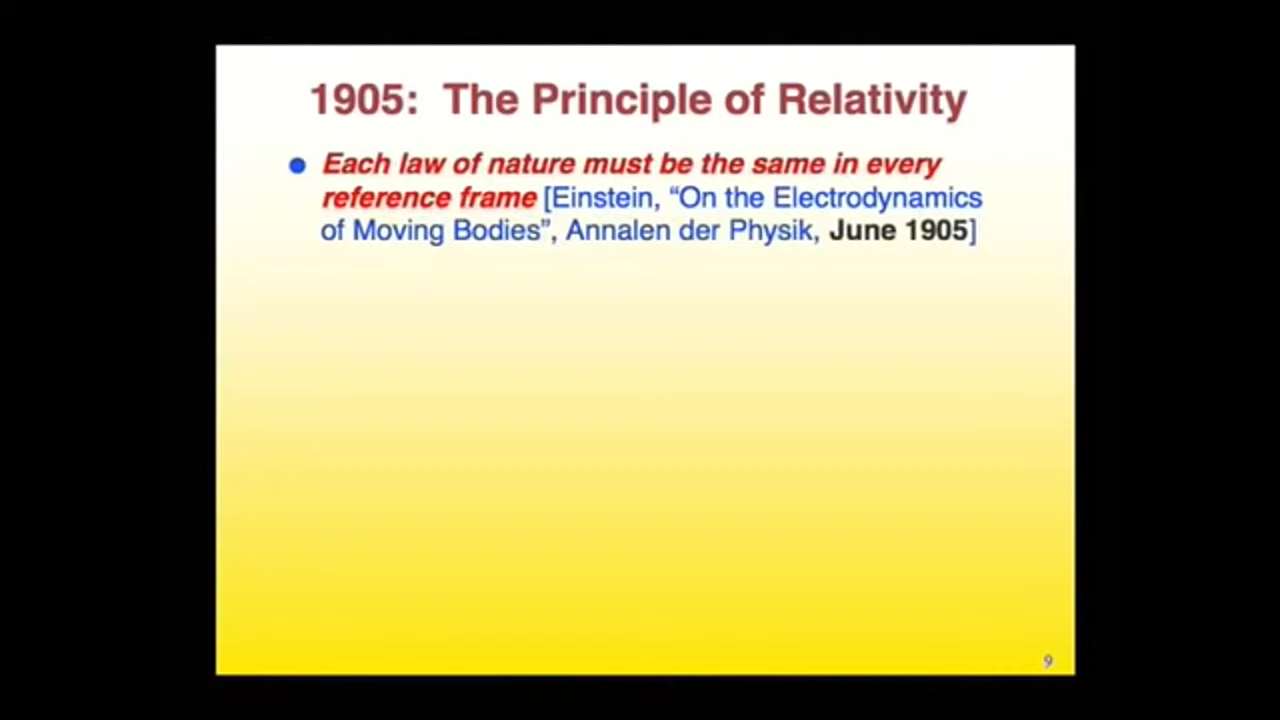 1905: The Principle of Relativity
● Each law of nature must be the same in every
reference frame [Einstein, “On the Electrodynamics
of Moving Bodies”, Annalen der Physik, June 1905]
9